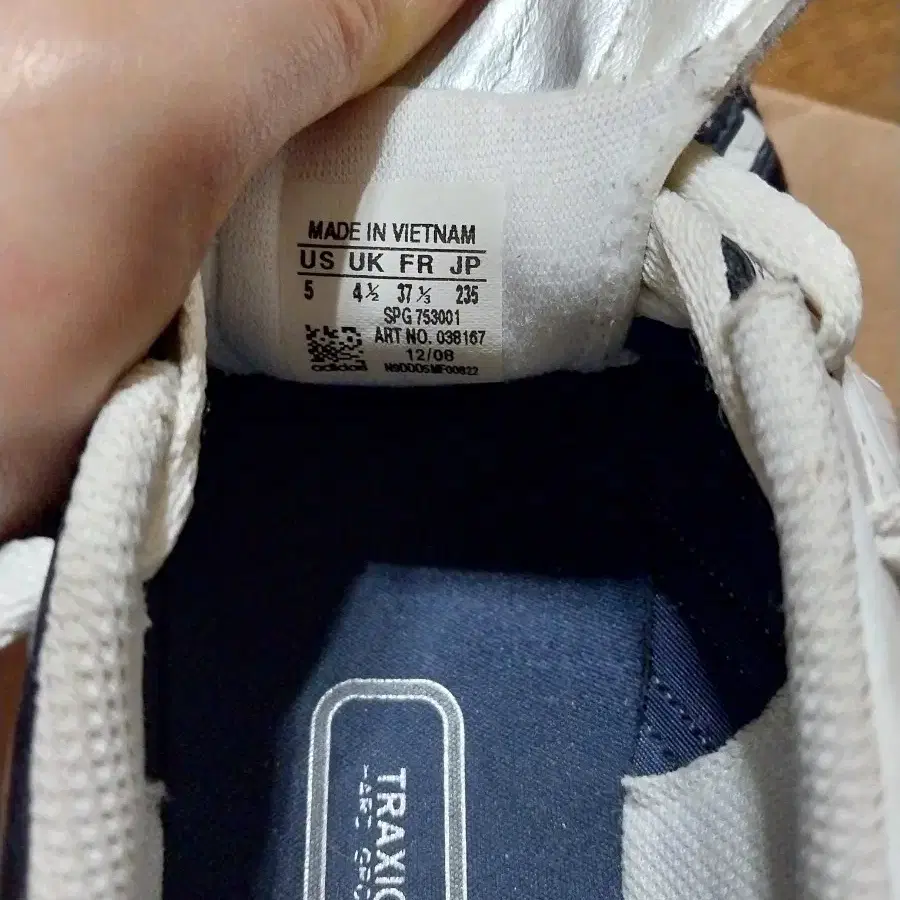 MADE IN VIETNAM
US UK FR JP
5 4½ 37⅓ 235
SPG 753001
ART NO. 038167
12/08
adidas
TRAXIO